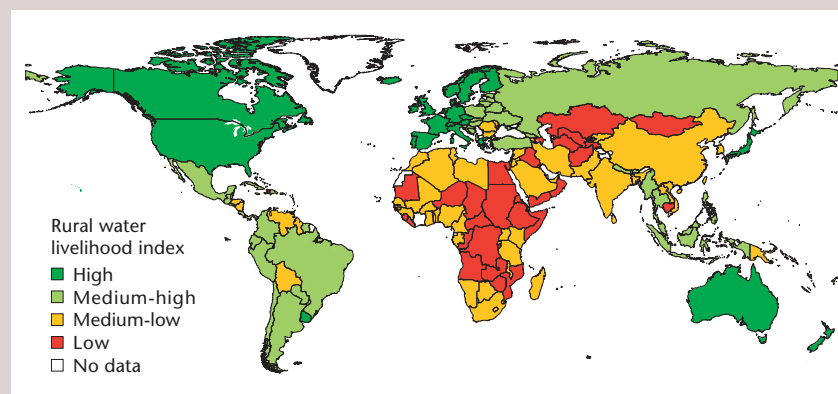 Rural water
livelihood index
High
Medium-high
Medium-low
Low
No data